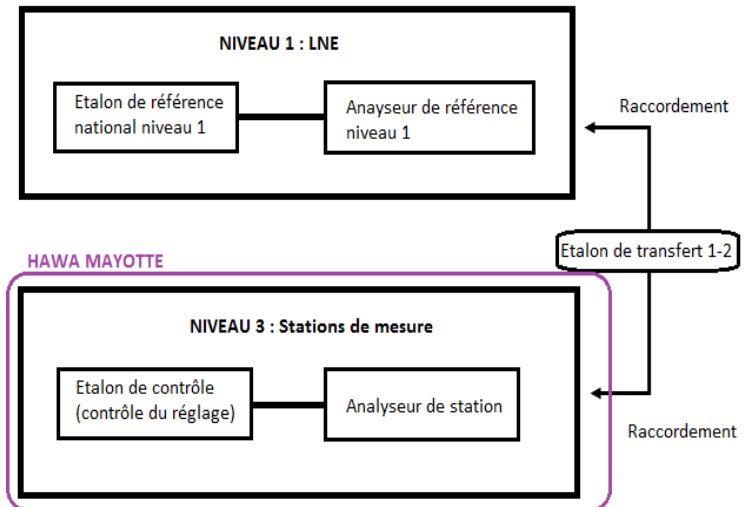 NIVEAU 1 : LNE
Etalon de référence
national niveau 1
Anayseur de référence
niveau 1
Raccordement
Etalon de transfert 1-2
HAWA MAYOTTE
NIVEAU 3 : Stations de mesure
Etalon de contrôle
(contrôle du réglage)
Analyseur de station
Raccordement